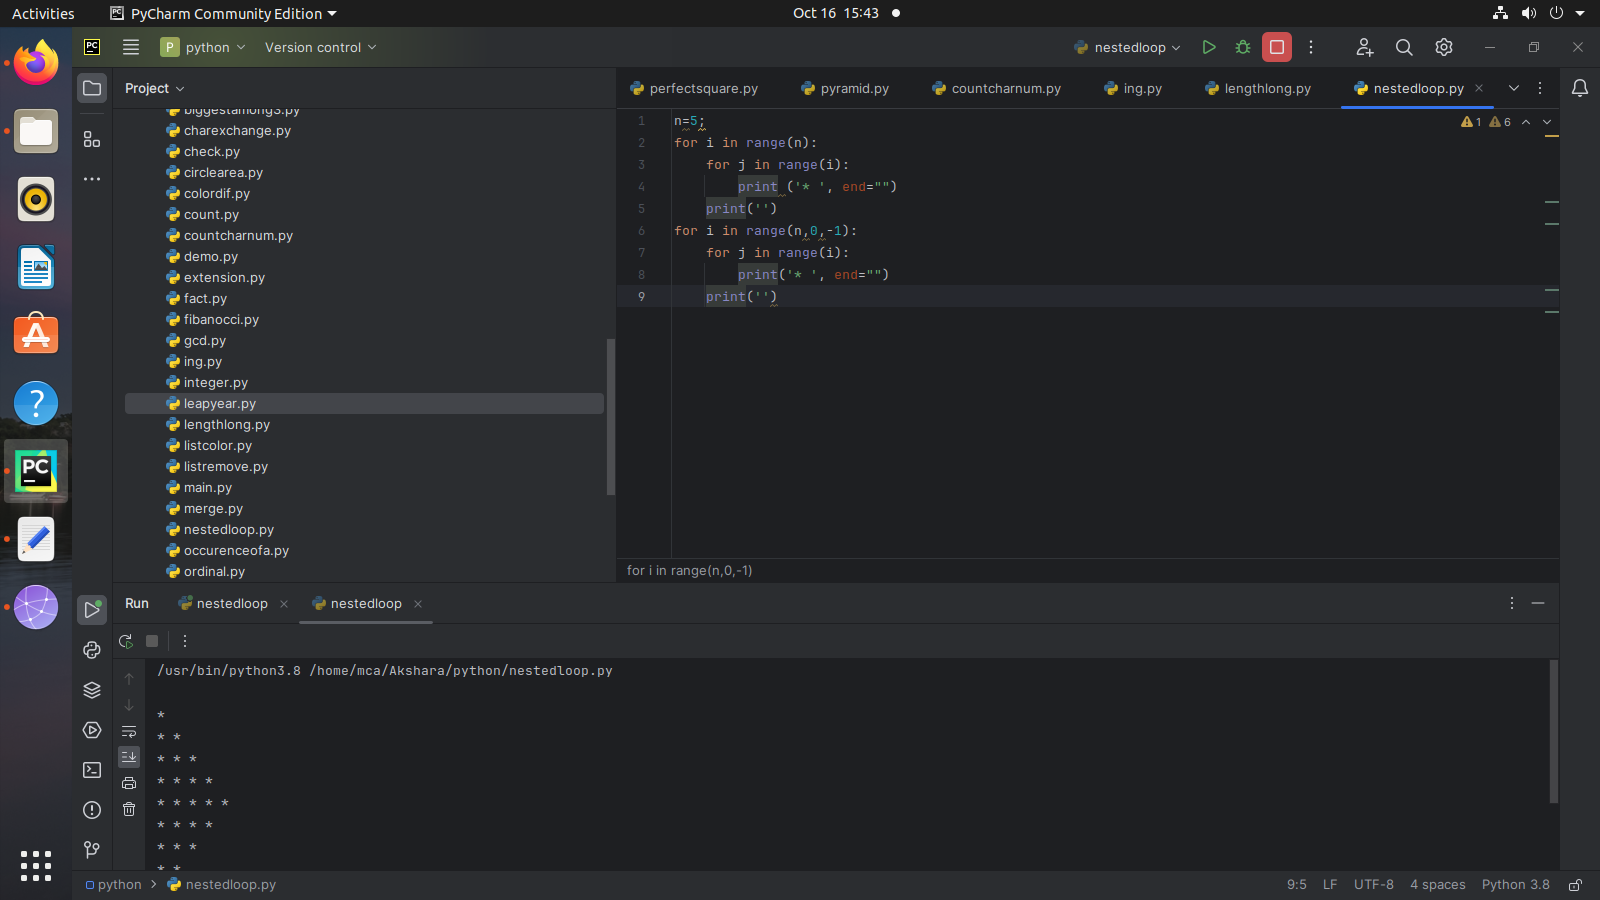 Activities PyCharm Community Edition Oct 16 15:43
PC P python Version control nestedloop
Project perfectsquare.py pyramid.py countcharnum.py ing.py lengthlong.py nestedloop.py
biggestamong3.py
charexchange.py
check.py
circlearea.py
colordif.py
count.py
countcharnum.py
demo.py
extension.py
fact.py
fibanocci.py
gcd.py
ing.py
integer.py
leapyear.py
lengthlong.py
listcolor.py
listremove.py
main.py
merge.py
nestedloop.py
occurenceofa.py
ordinal.py
1 n=5; 1 6
2 for i in range(n):
3 for j in range(i):
4 print ('* ', end="")
5 print('')
6 for i in range(n,0,-1):
7 for j in range(i):
8 print('* ', end="")
9 print('')
for i in range(n,0,-1)
PC
Run nestedloop nestedloop
/usr/bin/python3.8 /home/mca/Akshara/python/nestedloop.py
*
* *
* * *
* * * *
* * * * *
* * * *
* * *
* *
python nestedloop.py 9:5 LF UTF-8 4 spaces Python 3.8